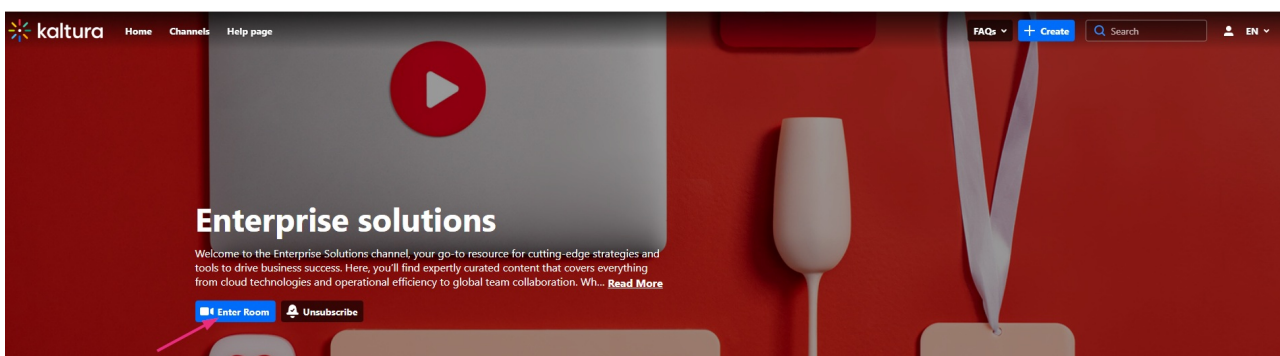 kaltura Home Channels Help page FAQs + Create Search EN
Enterprise solutions
Welcome to the Enterprise Solutions channel, your go-to resource for cutting-edge strategies and
tools to drive business success. Here, you'll find expertly curated content that covers everything
from cloud technologies and operational efficiency to global team collaboration. Wh... Read More
Enter Room Unsubscribe